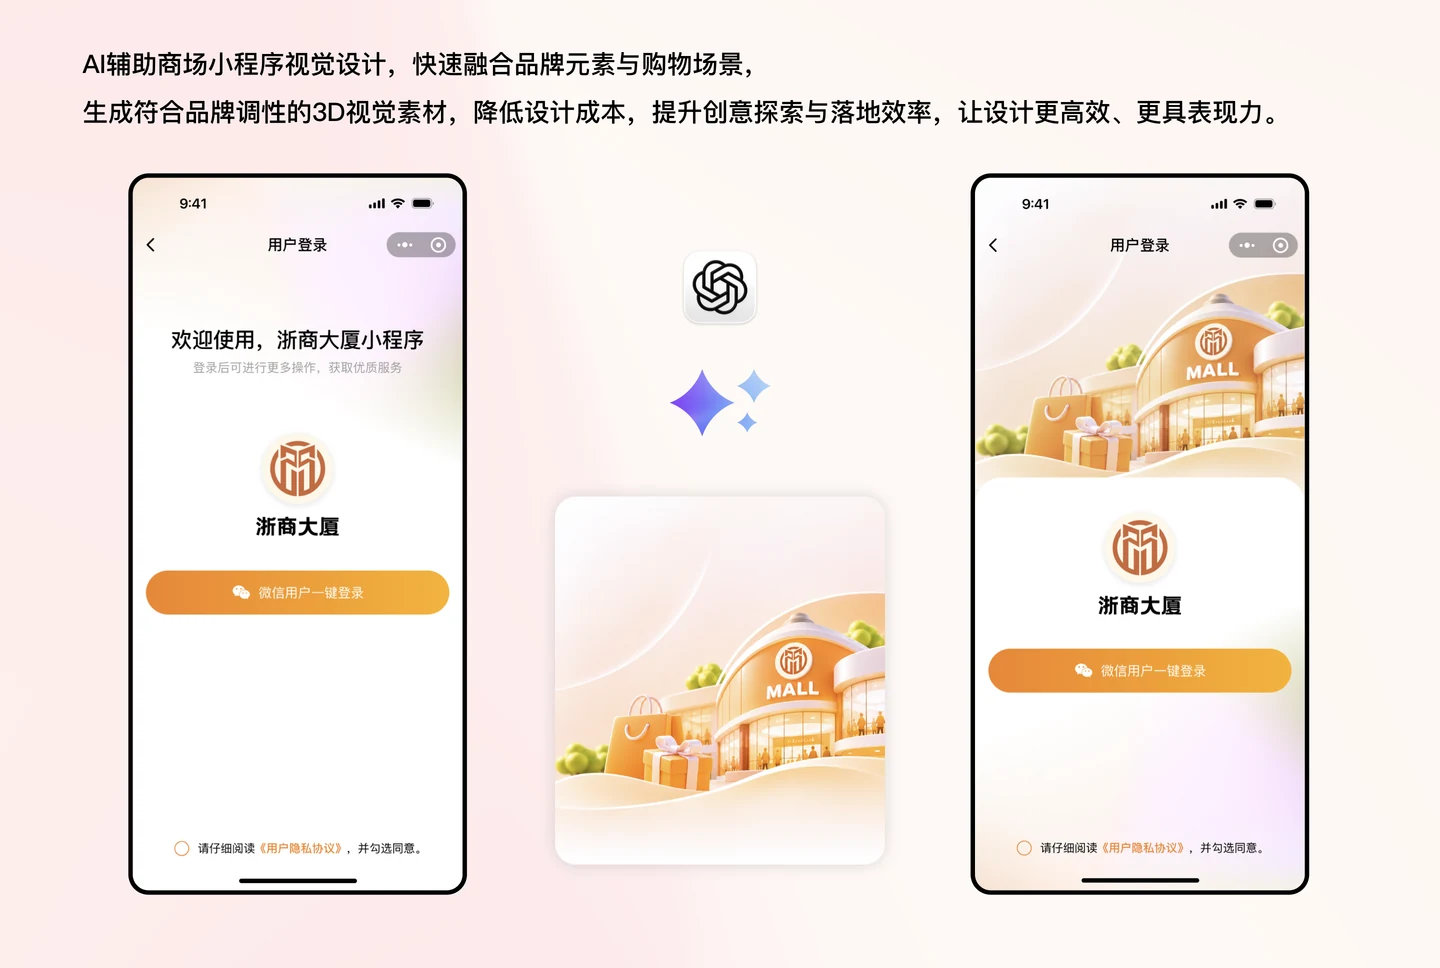 AI辅助商场小程序视觉设计，快速融合品牌元素与购物场景，
生成符合品牌调性的3D视觉素材，降低设计成本，提升创意探索与落地效率，让设计更高效、更具表现力。
9:41
用户登录
欢迎使用，浙商大厦小程序
登录后可进行更多操作，获取优质服务
浙商大厦
微信用户一键登录
请仔细阅读《用户隐私协议》，并勾选同意。
MALL
9:41
用户登录
MALL
浙商大厦
微信用户一键登录
请仔细阅读《用户隐私协议》，并勾选同意。